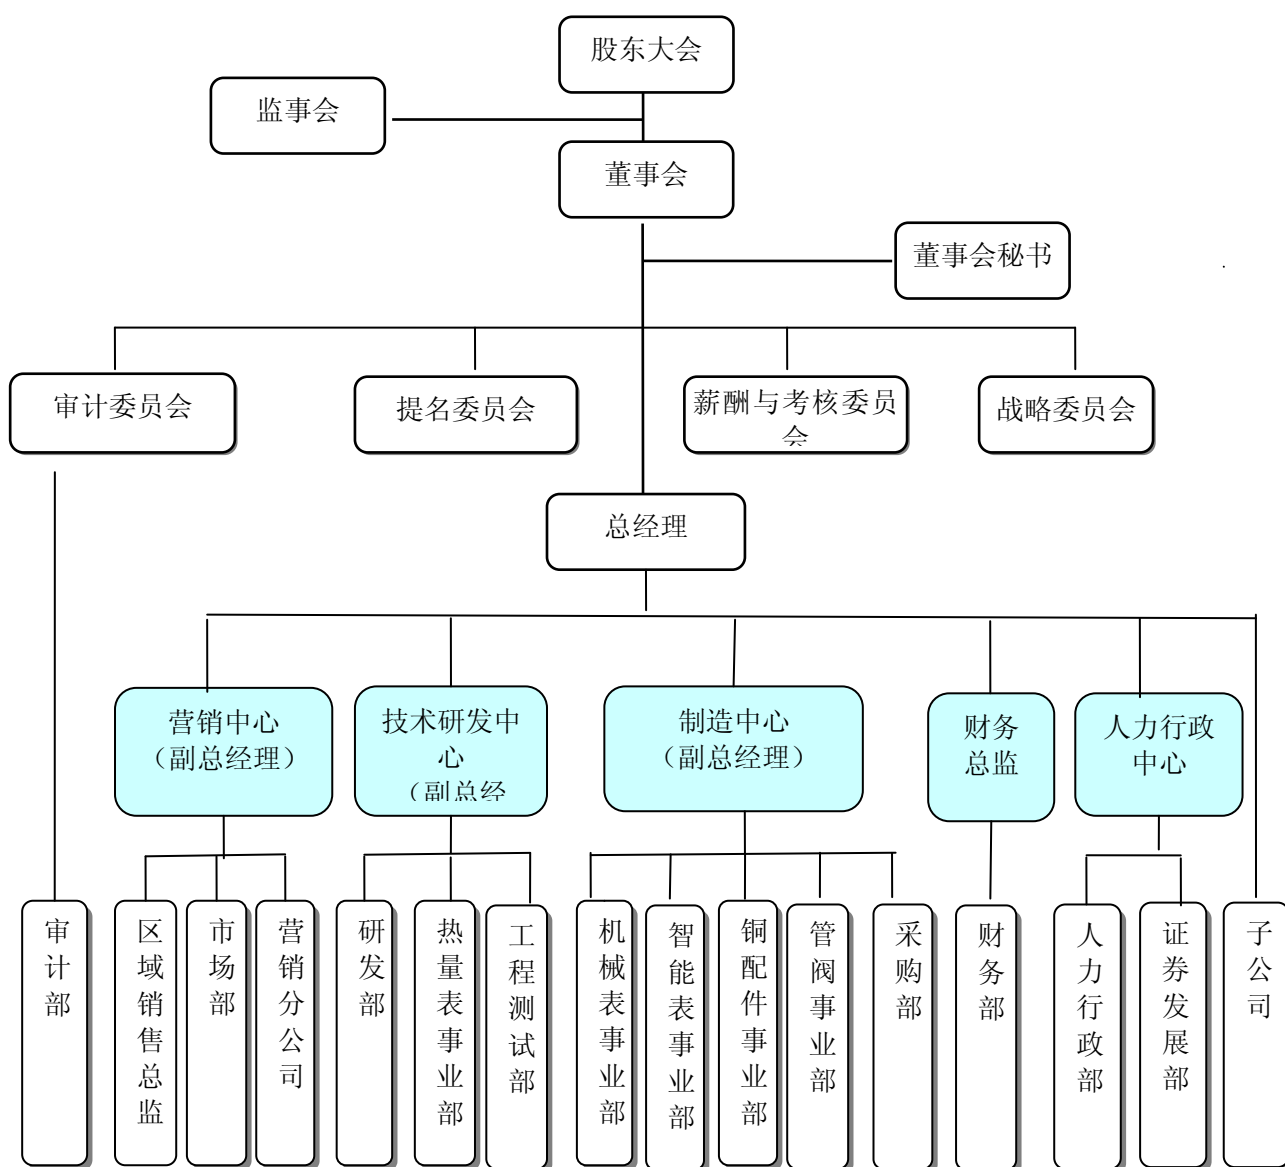 股东大会
监事会
董事会
董事会秘书
审计委员会
提名委员会
薪酬与考核委员
会
战略委员会
总经理
营销中心
（副总经理）
技术研发中
心
（副总经
制造中心
（副总经理）
财务
总监
人力行政
中心
审计部
区域销售总监
市场部
营销分公司
研发部
热量表事业部
工程测试部
机械表事业部
智能表事业部
铜配件事业部
管阀事业部
采购部
财务部
人力行政部
证券发展部
子公司